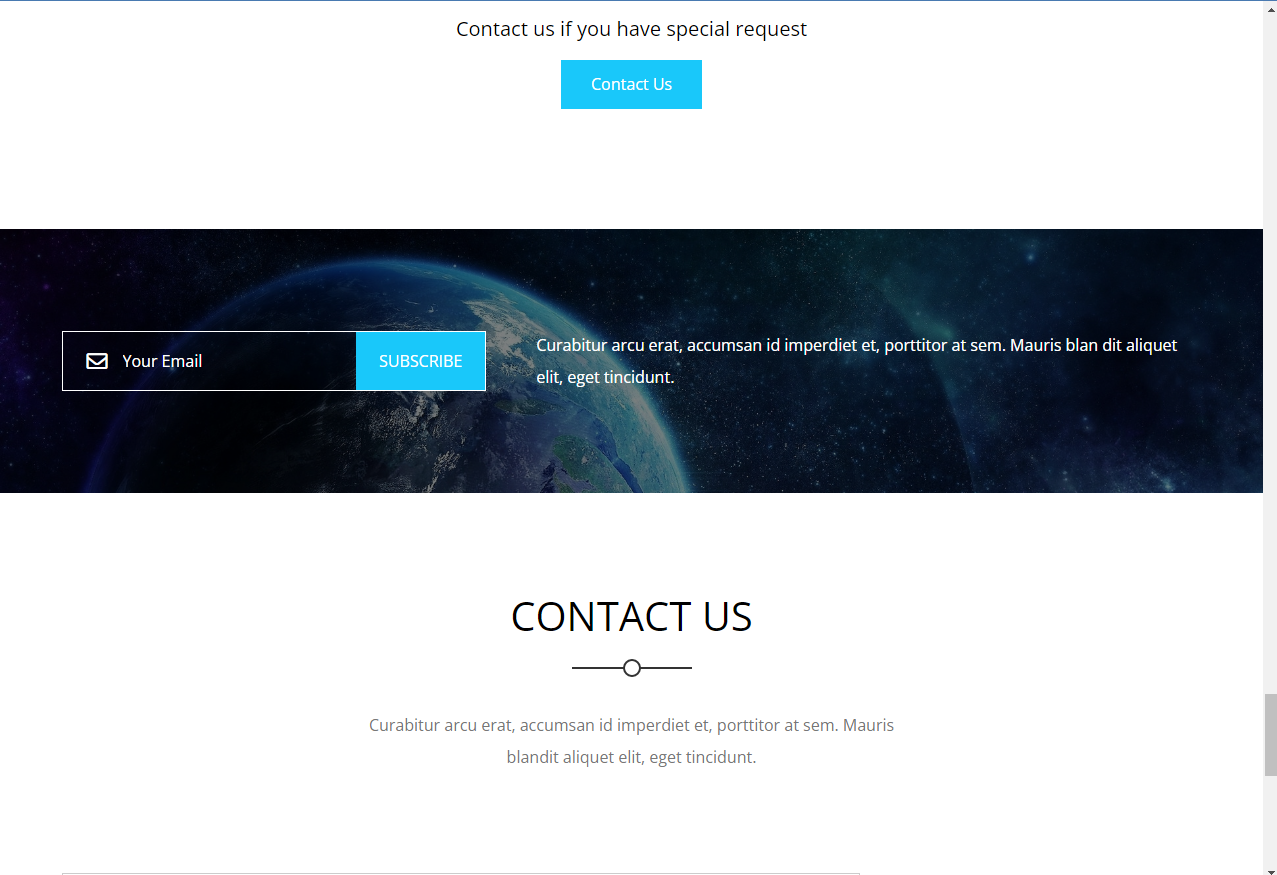 Contact us if you have special request
Contact Us
Your Email
SUBSCRIBE
Curabitur arcu erat, accumsan id imperdiet et, porttitor at sem. Mauris blan dit aliquet
elit, eget tincidunt.
CONTACT US
Curabitur arcu erat, accumsan id imperdiet et, porttitor at sem. Mauris
blandit aliquet elit, eget tincidunt.